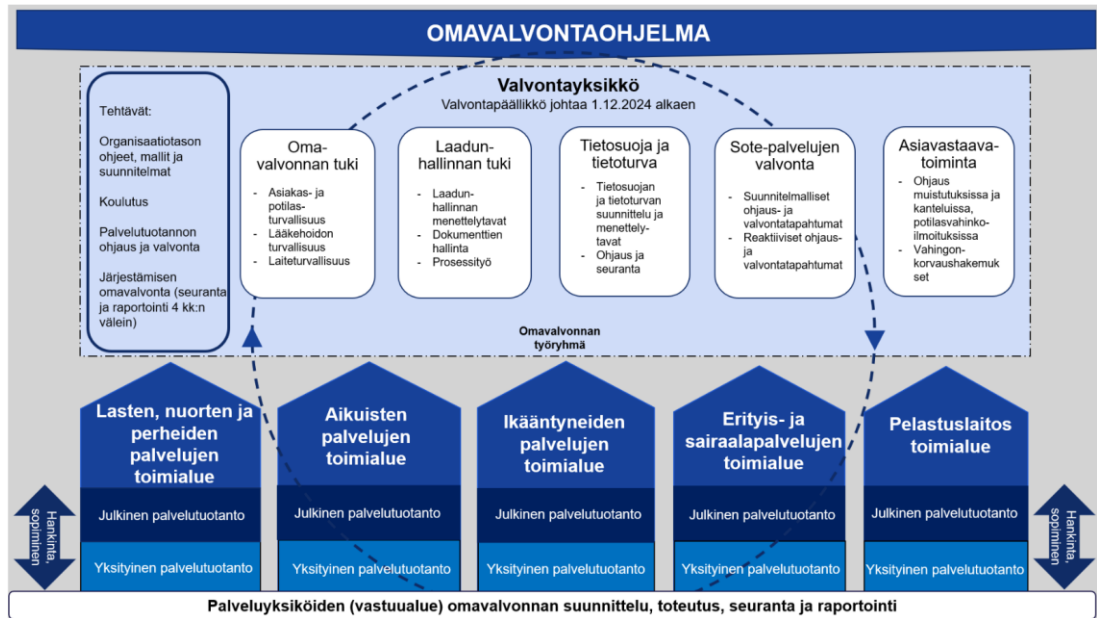 OMAVALVONTAOHJELMA
Valvontayksikkö
Valvontapäällikkö johtaa 1.12.2024 alkaen
Tehtävät:
Organisaatiotason
ohjeet, mallit ja
suunnitelmat
Koulutus
Palvelutuotannon
ohjaus ja valvonta
Järjestämisen
omavalvonta (seuranta
ja raportointi 4 kk:n
välein)
Oma-
valvonnan tuki
- Asiakas- ja
potilas-
turvallisuus
- Lääkehoidon
turvallisuus
- Laiteturvallisuus
Laadun-
hallinnan tuki
- Laadun-
hallinnan
menettelytavat
- Dokumenttien
hallinta
- Prosessityö
Tietosuoja ja
tietoturva
- Tietosuojan
ja tietoturvan
suunnittelu ja
menettely-
tavat
- Ohjaus ja
seuranta
Sote-palvelujen
valvonta
- Suunnitelmalliset
ohjaus- ja
valvontatapahtumat
- Reaktiiviset ohjaus-
ja
valvontatapahtumat
Asiavastaava-
toiminta
- Ohjaus
muistutuksissa ja
kanteluissa,
potilasvahinko-
ilmoituksissa
- Vahingon-
korvaushakemuk
set
Omavalvonnan
työryhmä
Lasten, nuorten ja
perheiden
palvelujen
toimialue
Aikuisten
palvelujen
toimialue
Ikääntyneiden
palvelujen
toimialue
Erityis- ja
sairaalapalvelujen
toimialue
Pelastuslaitos
toimialue
Hankinta,
sopiminen
Julkinen palvelutuotanto
Julkinen palvelutuotanto
Julkinen palvelutuotanto
Julkinen palvelutuotanto
Julkinen palvelutuotanto
Hankinta,
sopiminen
Yksityinen palvelutuotanto
Yksityinen palvelutuotanto
Yksityinen palvelutuotanto
Yksityinen palvelutuotanto
Yksityinen palvelutuotanto
Palveluyksiköiden (vastuualue) omavalvonnan suunnittelu, toteutus, seuranta ja raportointi